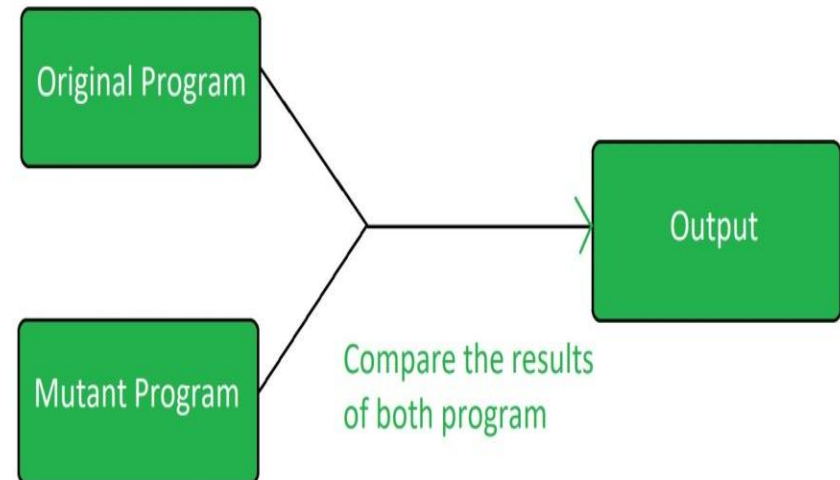 Original Program
Output
Mutant Program
Compare the results
of both program